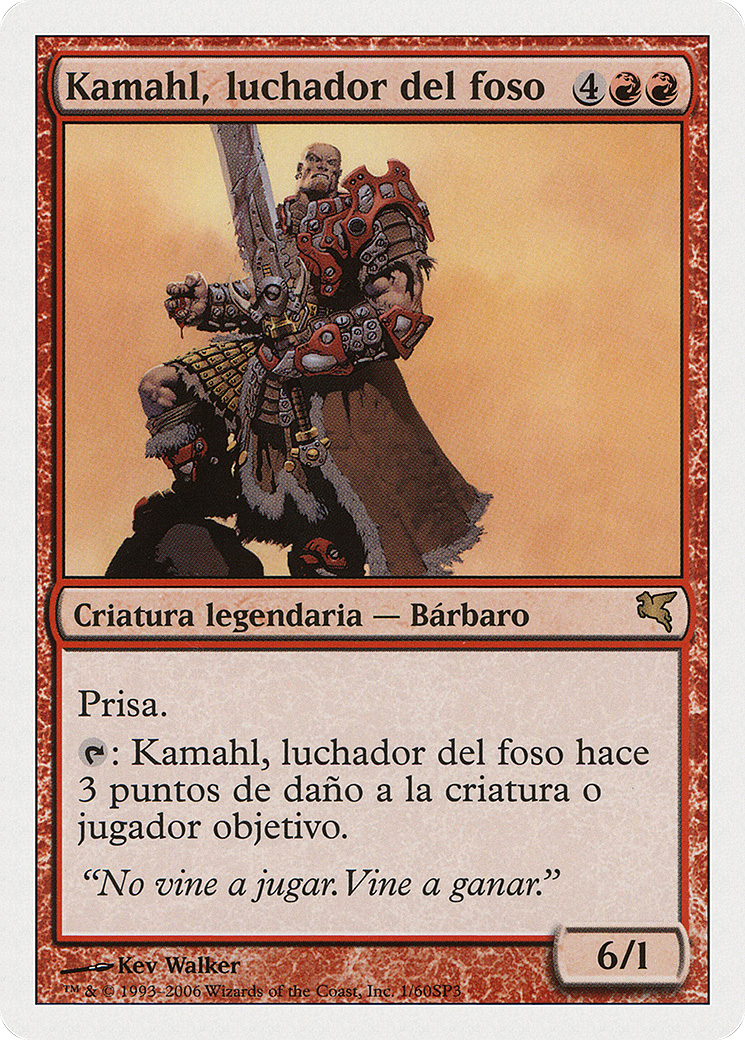 Kamahl, luchador del foso 4
Criatura legendaria — Bárbaro
Prisa.
: Kamahl, luchador del foso hace
3 puntos de daño a la criatura o
jugador objetivo.
“No vine a jugar. Vine a ganar.”
6/1
Kev Walker
™ & © 1993-2006 Wizards of the Coast, Inc. 1/60SP3